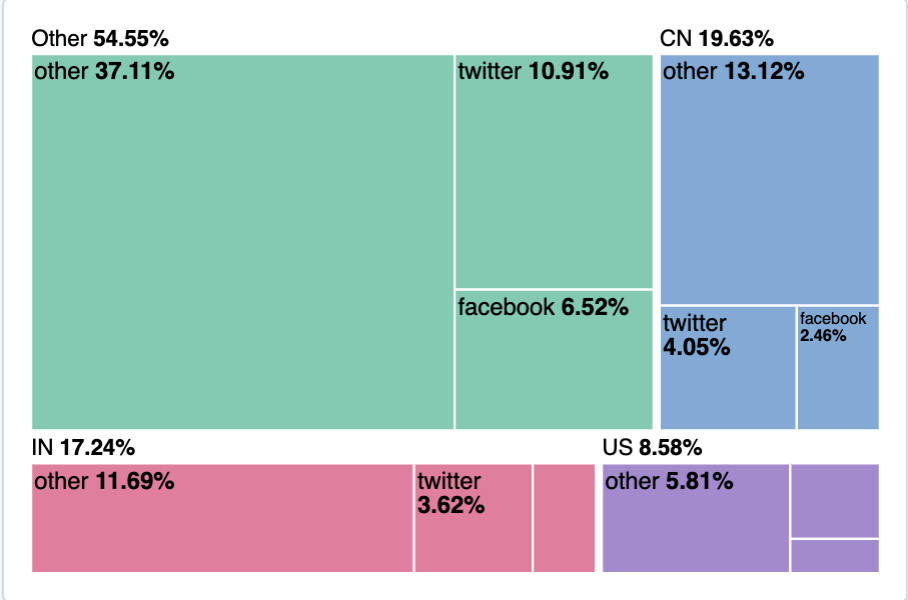 Other 54.55%
CN 19.63%
other 37.11%
twitter 10.91%
other 13.12%
facebook 6.52%
twitter
4.05%
facebook
2.46%
IN 17.24%
US 8.58%
other 11.69%
twitter
3.62%
other 5.81%